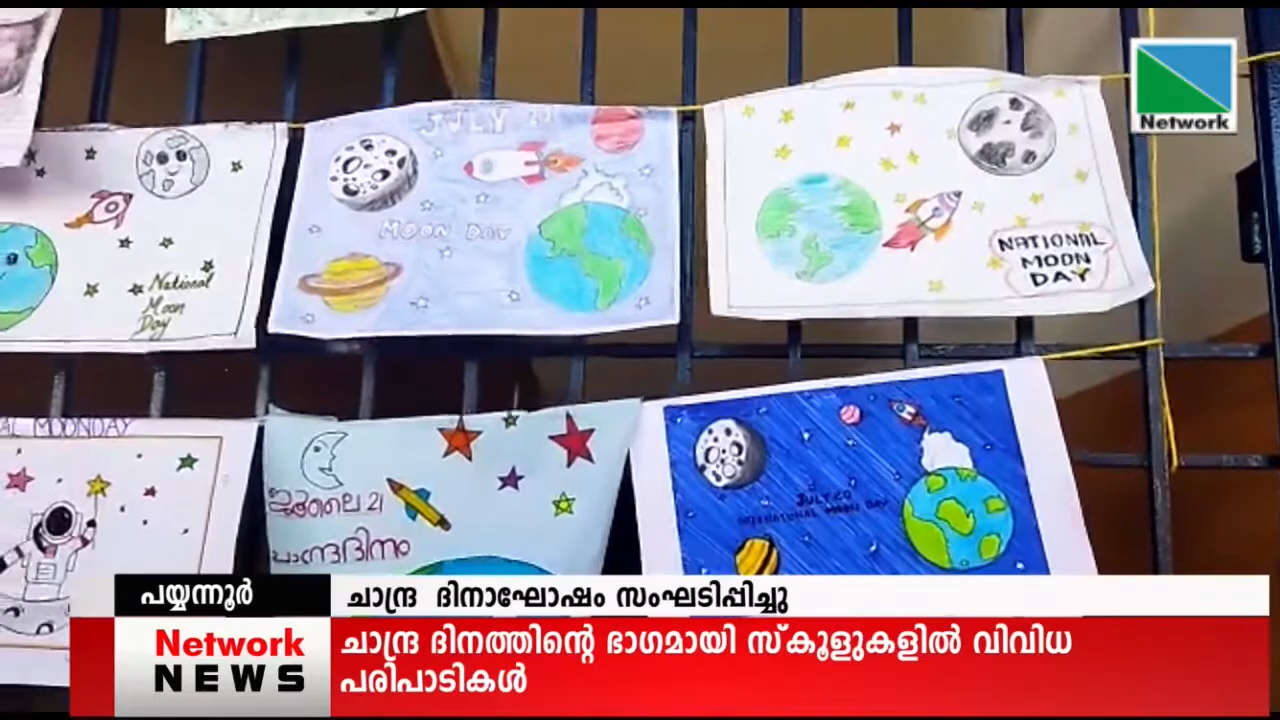 Network
JULY 21
MOON DAY
NATIONAL
MOON
DAY
National
Moon
Day
AL MOONDAY
ജൂലൈ 21
ചാന്ദ്രദിനം
JULY 20
INTERNATIONAL MOON DAY
പയ്യന്നൂർ
ചാന്ദ്ര ദിനാഘോഷം സംഘടിപ്പിച്ചു
Network
NEWS
ചാന്ദ്ര ദിനത്തിന്റെ ഭാഗമായി സ്കൂളുകളിൽ വിവിധ
പരിപാടികൾ